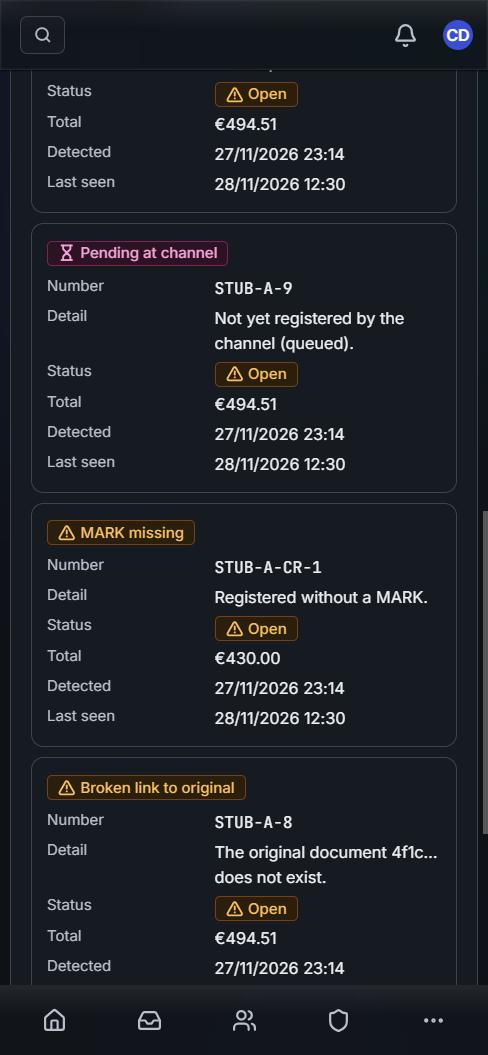 CD
Status
Open
Total
€494.51
Detected
27/11/2026 23:14
Last seen
28/11/2026 12:30
Pending at channel
Number
STUB-A-9
Detail
Not yet registered by the
channel (queued).
Status
Open
Total
€494.51
Detected
27/11/2026 23:14
Last seen
28/11/2026 12:30
MARK missing
Number
STUB-A-CR-1
Detail
Registered without a MARK.
Status
Open
Total
€430.00
Detected
27/11/2026 23:14
Last seen
28/11/2026 12:30
Broken link to original
Number
STUB-A-8
Detail
The original document 4f1c…
does not exist.
Status
Open
Total
€494.51
Detected
27/11/2026 23:14